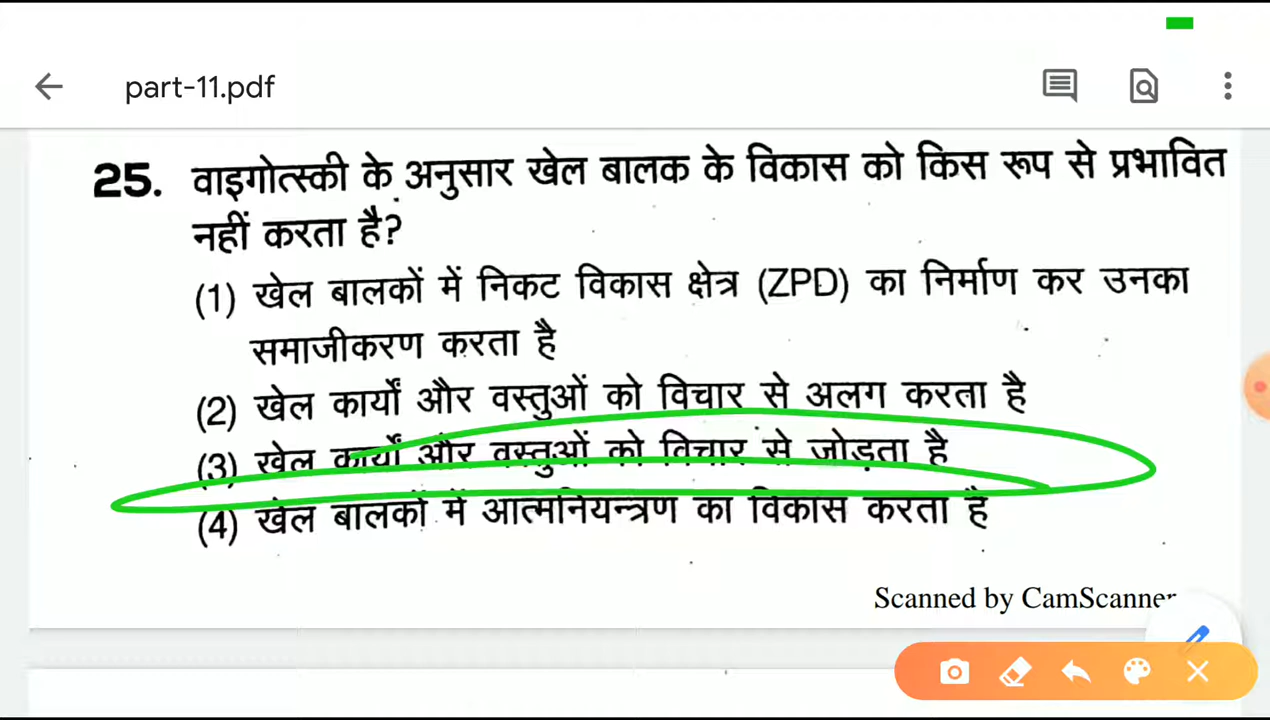 part-11.pdf
25. वाइगोत्स्की के अनुसार खेल बालक के विकास को किस रूप से प्रभावित
नहीं करता है?
(1) खेल बालकों में निकट विकास क्षेत्र (ZPD) का निर्माण कर उनका
समाजीकरण करता है
(2) खेल कार्यों और वस्तुओं को विचार से अलग करता है
(3) खेल कार्यों और वस्तुओं को विचार से जोड़ता है
(4) खेल बालकों में आत्मनियन्त्रण का विकास करता है
Scanned by CamScanner